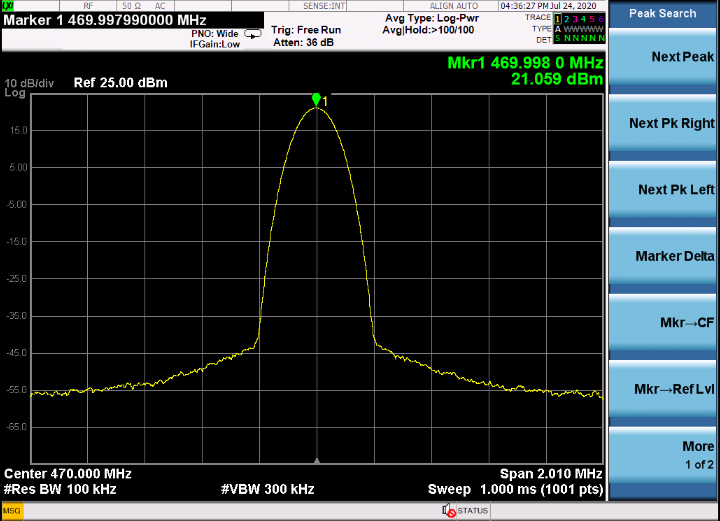 LXI RF 50 Ω AC SENSE:INT ALIGN AUTO 04:36:27 PM Jul 24, 2020
Marker 1 469.997990000 MHz
PNO: Wide
IFGain:Low
Trig: Free Run
Atten: 36 dB
Avg Type: Log-Pwr
Avg|Hold:>100/100
TRACE 1 2 3 4 5 6
TYPE A WWWWW
DET S NNNNN
Peak Search
Mkr1 469.998 0 MHz
21.059 dBm
10 dB/div
Log
Ref 25.00 dBm
1
15.0
5.00
-5.00
-15.0
-25.0
-35.0
-45.0
-55.0
-65.0
Center 470.000 MHz
Span 2.010 MHz
#Res BW 100 kHz
#VBW 300 kHz
Sweep 1.000 ms (1001 pts)
MSG
STATUS
Next Peak
Next Pk Right
Next Pk Left
Marker Delta
Mkr→CF
Mkr→Ref Lvl
More
1 of 2